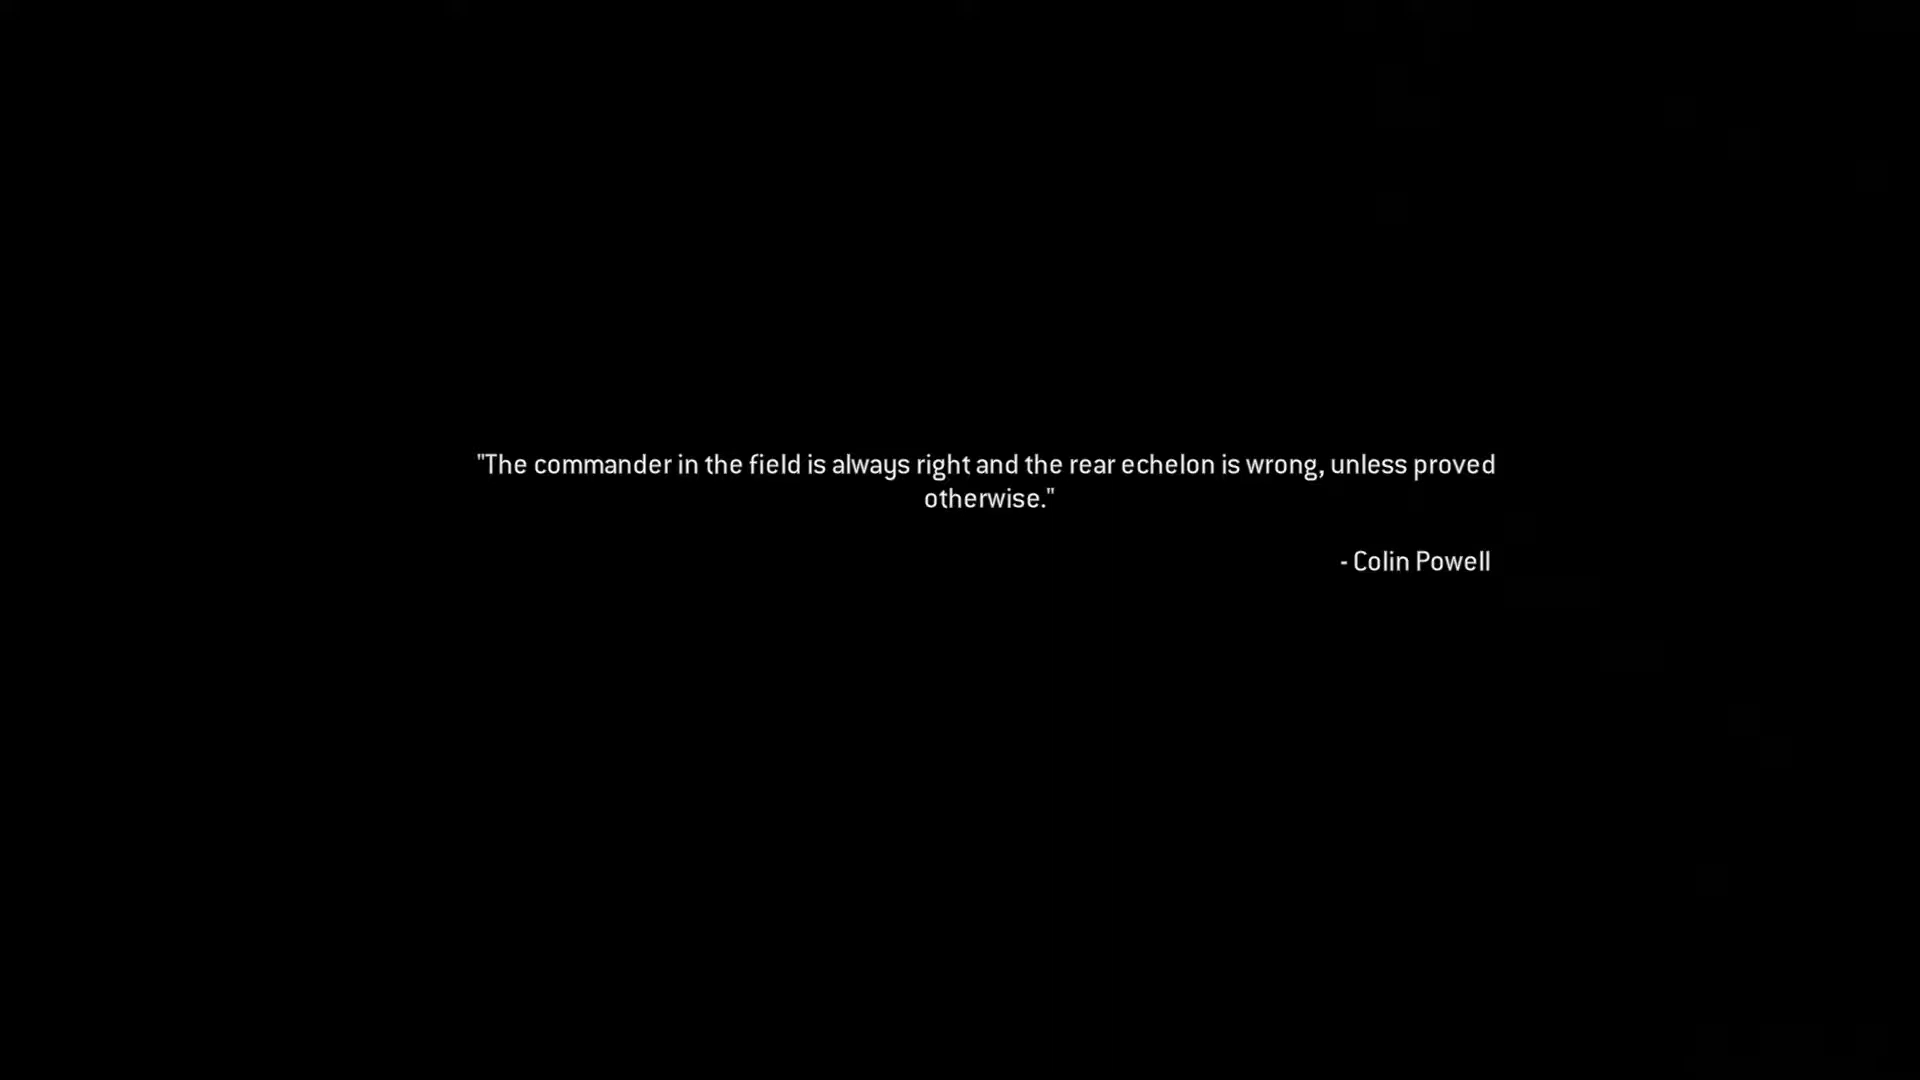 "The commander in the field is always right and the rear echelon is wrong, unless proved
otherwise."
- Colin Powell